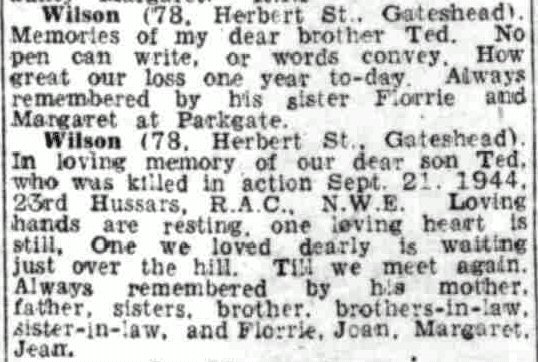 Wilson (78, Herbert St., Gateshead).
Memories of my dear brother Ted. No
pen can write, or words convey, How
great our loss one year to-day. Always
remembered by his sister Florrie and
Margaret at Parkgate.
Wilson (78, Herbert St., Gateshead).
In loving memory of our dear son Ted,
who was killed in action Sept. 21, 1944,
23rd Hussars, R.A.C., N.W.E. Loving
hands are resting, one loving heart is
still, One we loved dearly is waiting
just over the hill. Till we meet again.
Always remembered by his mother,
father, sisters, brother, brothers-in-law,
sister-in-law, and Florrie, Joan, Margaret,
Jean.